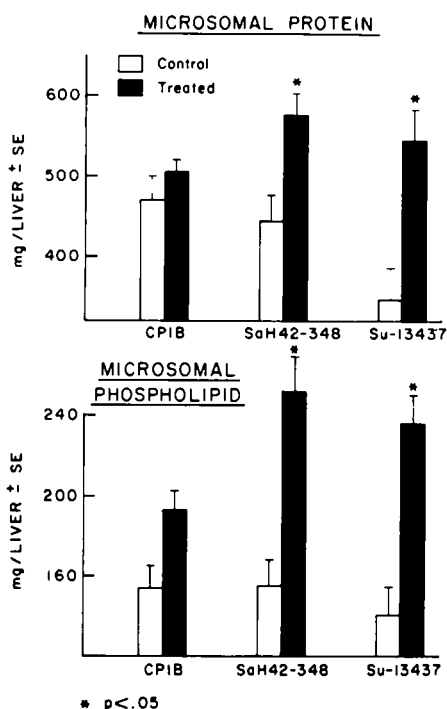 MICROSOMAL PROTEIN
Control
Treated
600
500
400
mg/LIVER ± SE
*
*
CPIB SaH42-348 Su-13437
MICROSOMAL
PHOSPHOLIPID
240
200
160
mg/LIVER ± SE
*
*
CPIB SaH42-348 Su-13437
* p<.05